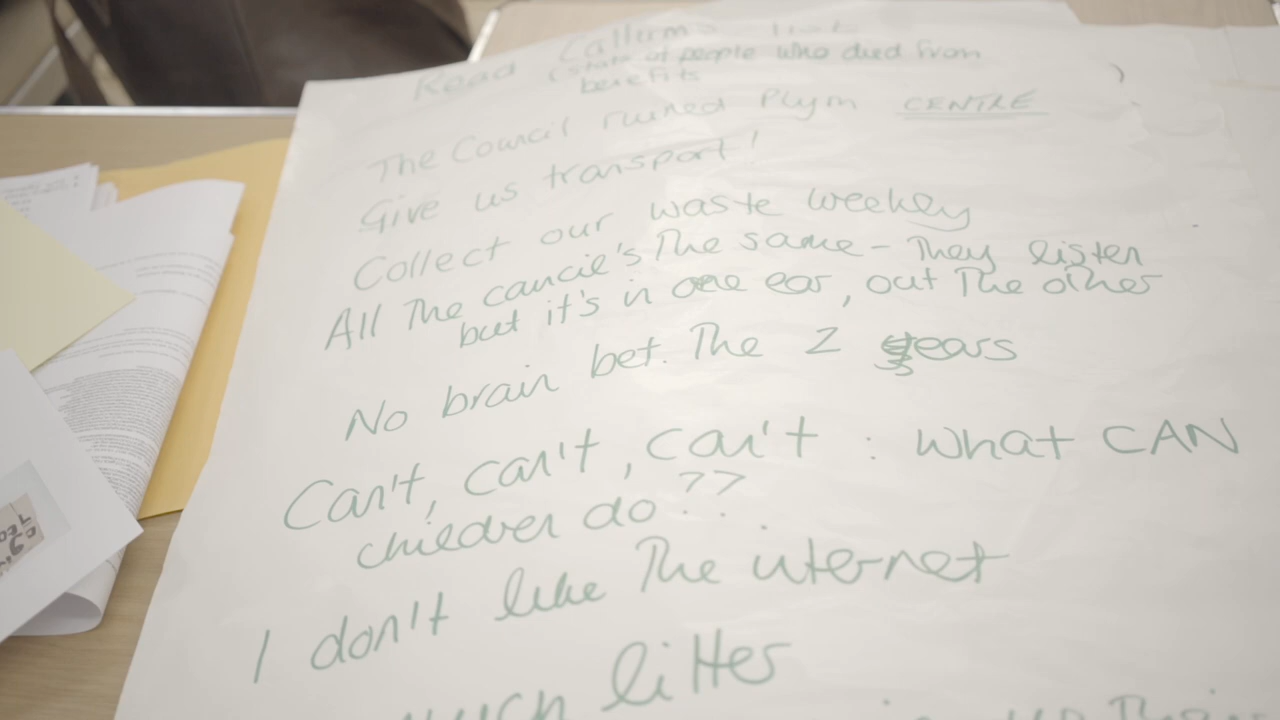 Read Callum's list
(state of people who died from
benefits )
The Council ruined Plym CENTRE
Give us transport!
Collect our waste weekly
All the cancil's the same - They listen
but it's in one ear, out the other
No brain bet. The 2 years
Can't, can't, can't : What CAN
children do??
I don't like the internet
much litter